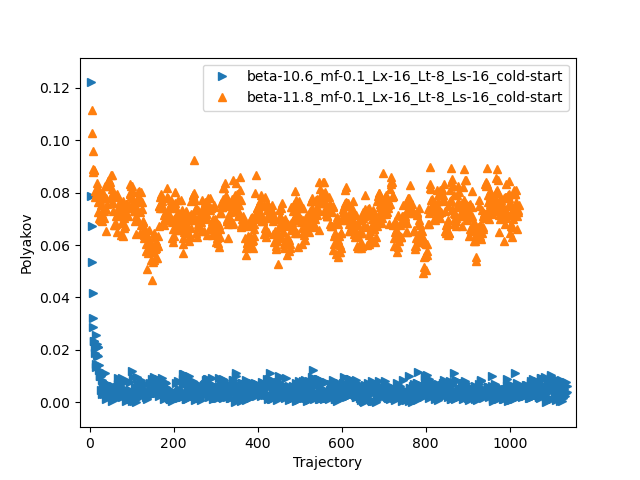 beta-10.6_mf-0.1_Lx-16_Lt-8_Ls-16_cold-start
beta-11.8_mf-0.1_Lx-16_Lt-8_Ls-16_cold-start
0.12
0.10
0.08
0.06
0.04
0.02
0.00
Polyakov
0 200 400 600 800 1000
Trajectory